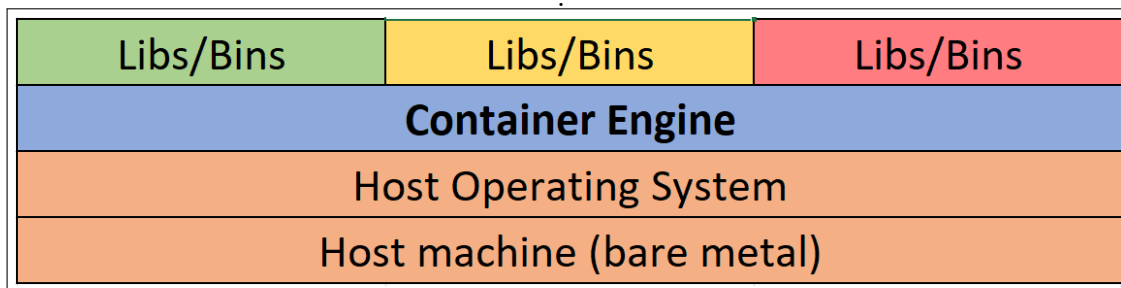 Libs/Bins Libs/Bins Libs/Bins
Container Engine
Host Operating System
Host machine (bare metal)